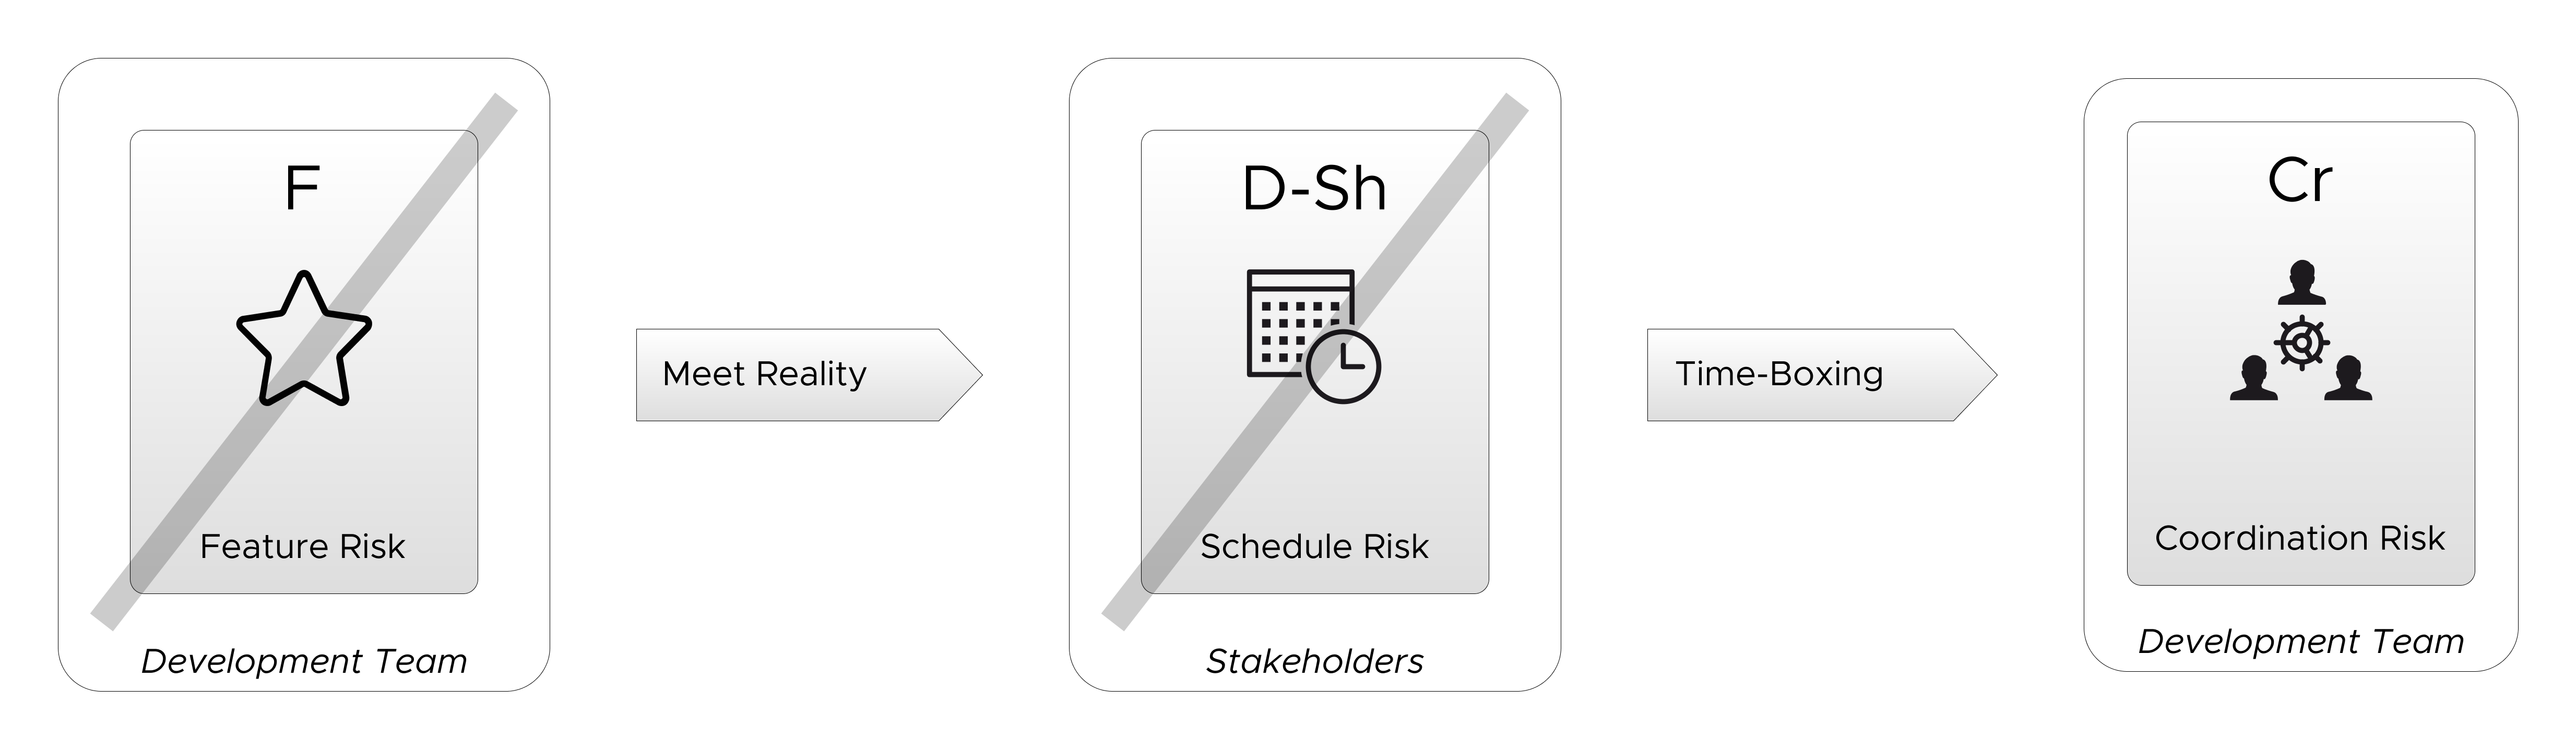 F
Feature Risk
Development Team
Meet Reality
D-Sh
Schedule Risk
Stakeholders
Time-Boxing
Cr
Coordination Risk
Development Team